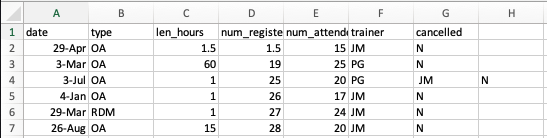 A B C D E F G H
1 date type len_hours num_registe num_attende trainer cancelled
2 29-Apr OA 1.5 1.5 15 JM N
3 3-Mar OA 60 19 25 PG N
4 3-Jul OA 1 25 20 PG JM N
5 4-Jan OA 1 26 17 JM N
6 29-Mar RDM 1 27 24 JM N
7 26-Aug OA 15 28 20 JM N